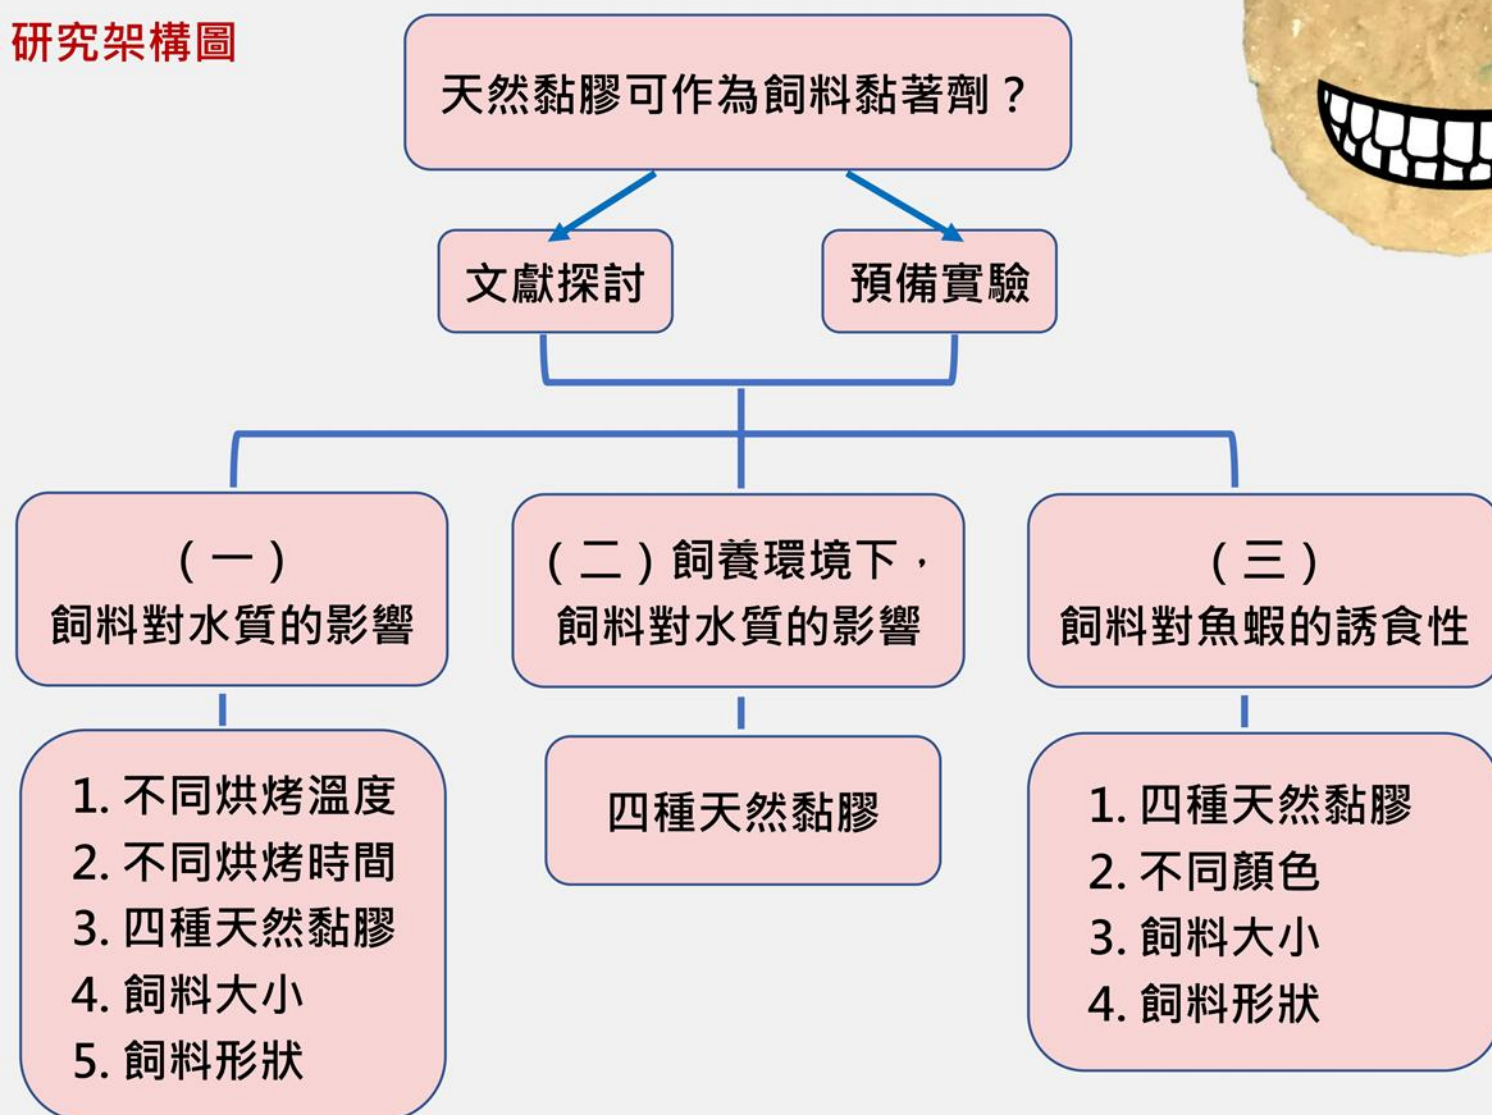 研究架構圖
天然黏膠可作為飼料黏著劑？
文獻探討
預備實驗
（一）
飼料對水質的影響
（二）飼養環境下，
飼料對水質的影響
（三）
飼料對魚蝦的誘食性
1. 不同烘烤溫度
2. 不同烘烤時間
3. 四種天然黏膠
4. 飼料大小
5. 飼料形狀
四種天然黏膠
1. 四種天然黏膠
2. 不同顏色
3. 飼料大小
4. 飼料形狀